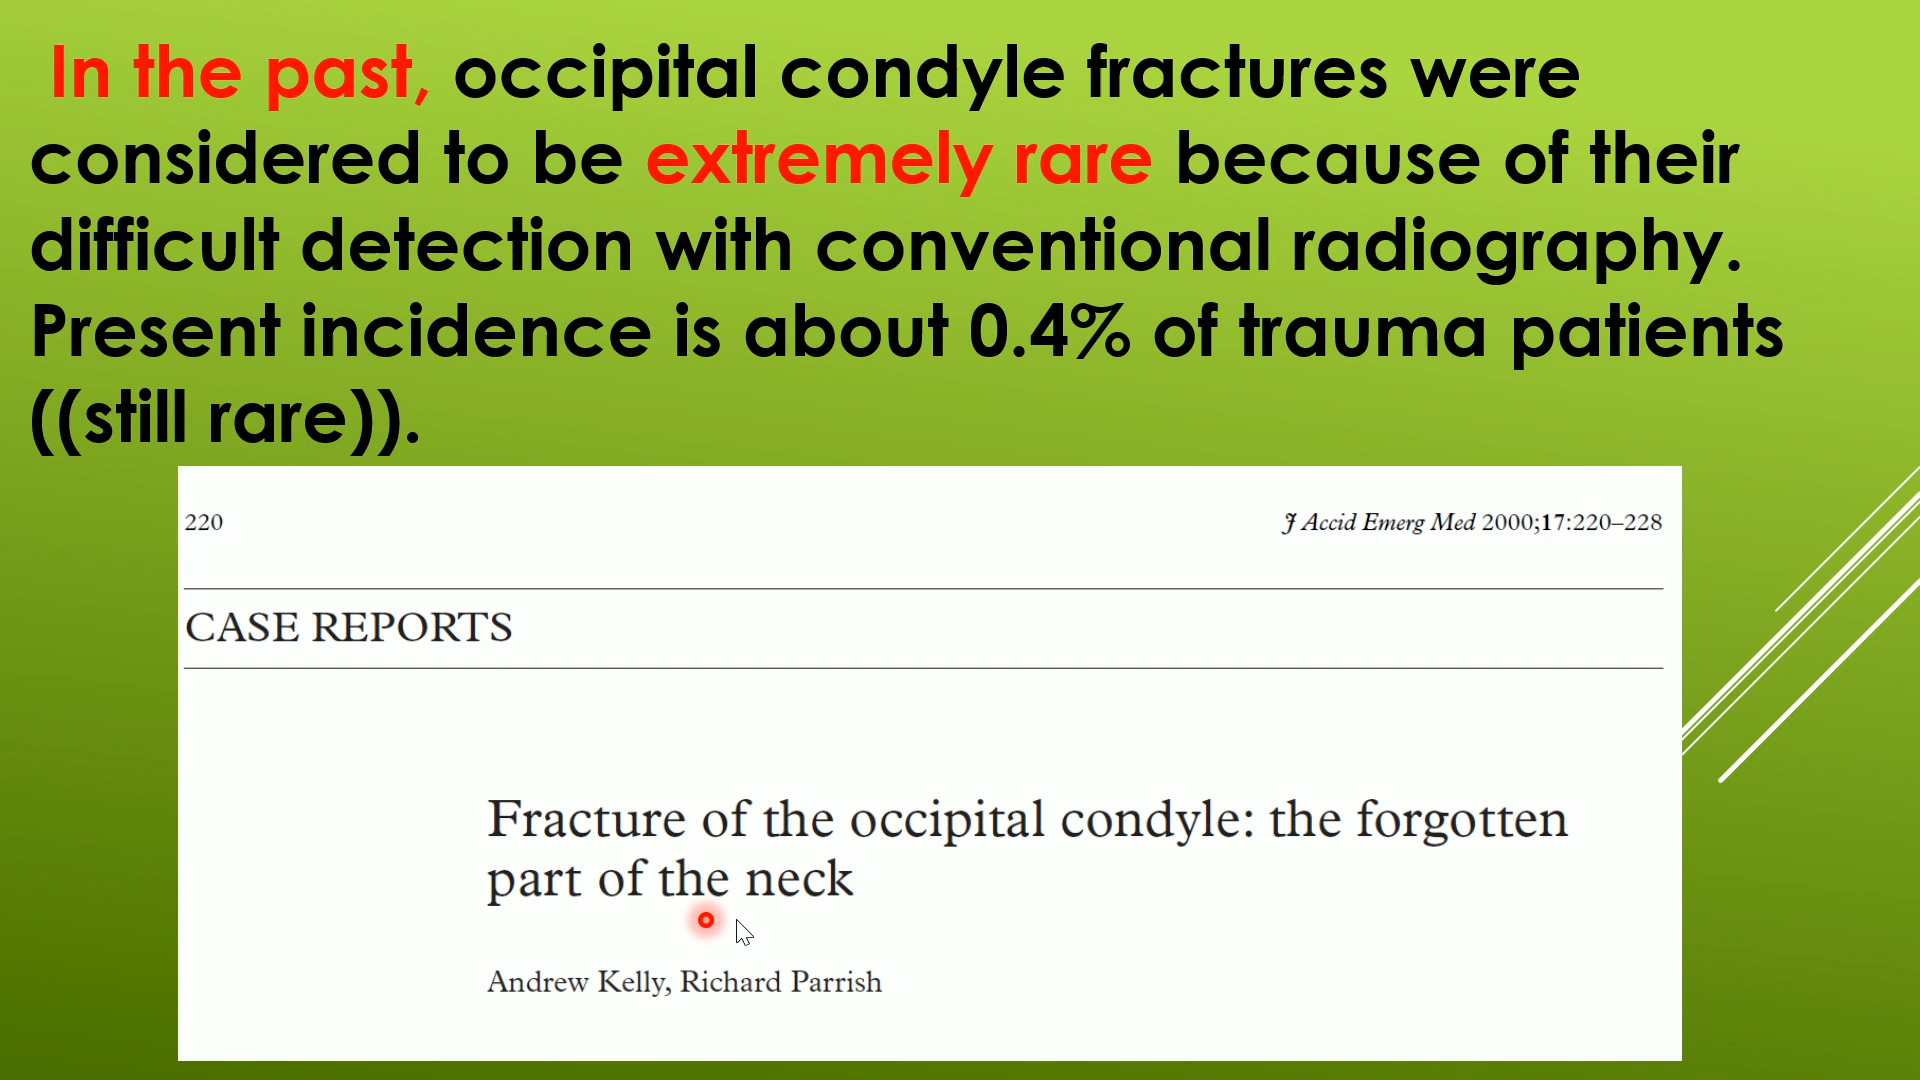 In the past, occipital condyle fractures were
considered to be extremely rare because of their
difficult detection with conventional radiography.
Present incidence is about 0.4% of trauma patients
((still rare)).
220
J Accid Emerg Med 2000;17:220–228
CASE REPORTS
Fracture of the occipital condyle: the forgotten
part of the neck
Andrew Kelly, Richard Parrish